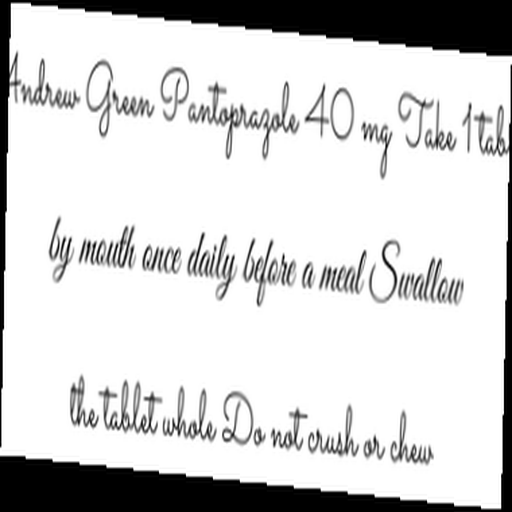 Andrew Green Pantoprazole 40 mg Take 1 tab
by mouth once daily before a meal Swallow
the tablet whole Do not crush or chew